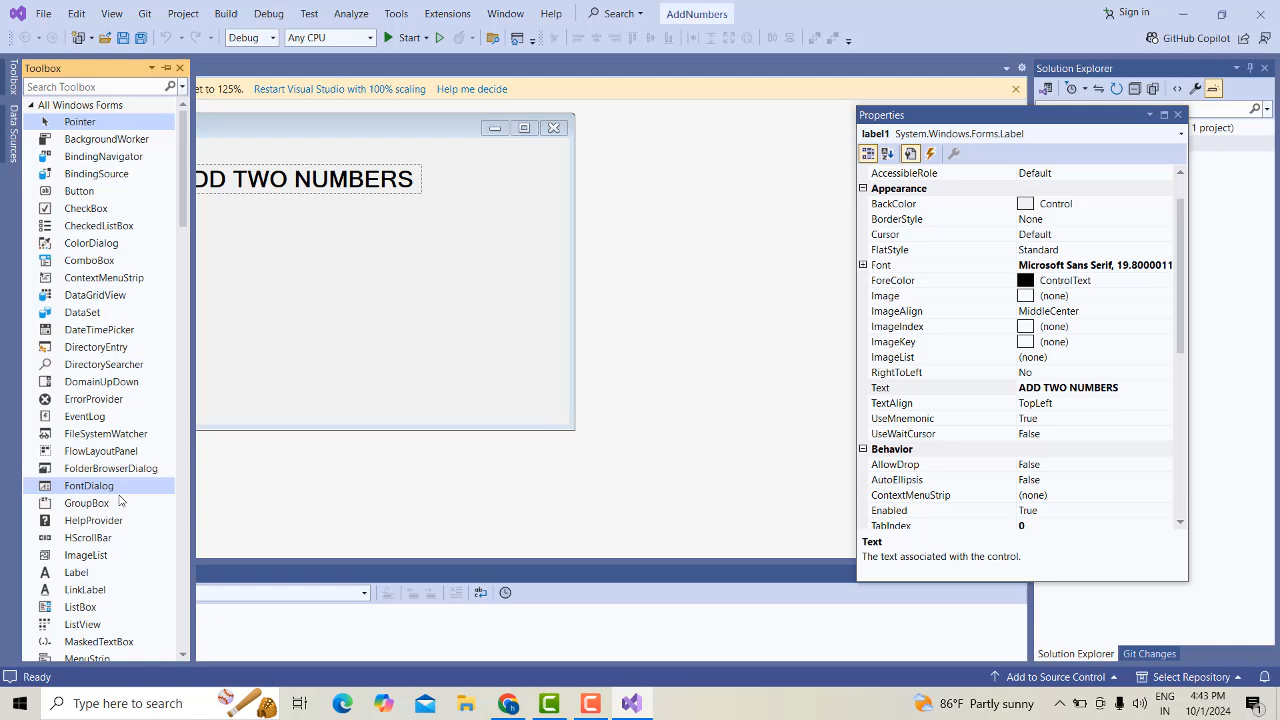 File Edit View Git Project Build Debug Test Analyze Tools Extensions Window Help Search AddNumbers Sign in
Debug Any CPU Start GitHub Copilot
Toolbox
Search Toolbox
All Windows Forms
Pointer
BackgroundWorker
BindingNavigator
BindingSource
Button
CheckBox
CheckedListBox
ColorDialog
ComboBox
ContextMenuStrip
DataGridView
DataSet
DateTimePicker
DirectoryEntry
DirectorySearcher
DomainUpDown
ErrorProvider
EventLog
FileSystemWatcher
FlowLayoutPanel
FolderBrowserDialog
FontDialog
GroupBox
HelpProvider
HScrollBar
ImageList
Label
LinkLabel
ListBox
ListView
MaskedTextBox
MenuStrip
Toolbox
Data Sources
et to 125%. Restart Visual Studio with 100% scaling Help me decide
DD TWO NUMBERS
Properties
label1 System.Windows.Forms.Label
AccessibleRole Default
Appearance
BackColor Control
BorderStyle None
Cursor Default
FlatStyle Standard
Font Microsoft Sans Serif, 19.8000011
ForeColor ControlText
Image (none)
ImageAlign MiddleCenter
ImageIndex (none)
ImageKey (none)
ImageList (none)
RightToLeft No
Text ADD TWO NUMBERS
TextAlign TopLeft
UseMnemonic True
UseWaitCursor False
Behavior
AllowDrop False
AutoEllipsis False
ContextMenuStrip (none)
Enabled True
TabIndex 0
Text
The text associated with the control.
Solution Explorer
1 project)
Solution Explorer Git Changes
Ready Add to Source Control Select Repository
Type here to search 86°F Partly sunny ENG 4:43 PM
IN 10/1/2024